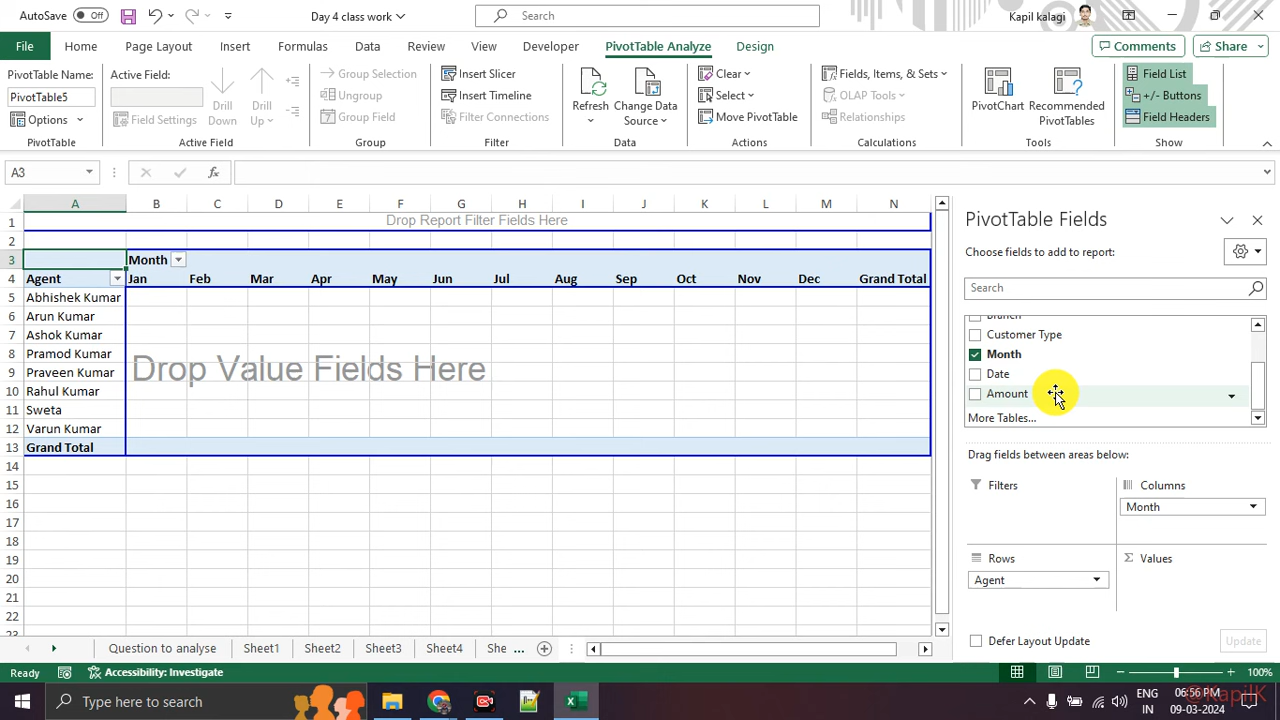 AutoSave Off Day 4 class work Search Kapil kalagi
File Home Page Layout Insert Formulas Data Review View Developer PivotTable Analyze Design Comments Share
PivotTable Name:
PivotTable5
Options
PivotTable
Active Field:
Field Settings
Drill Down
Drill Up
Active Field
Group Selection
Ungroup
Group Field
Group
Insert Slicer
Insert Timeline
Filter Connections
Filter
Refresh
Change Data Source
Data
Clear
Select
Move PivotTable
Actions
Fields, Items, & Sets
OLAP Tools
Relationships
Calculations
PivotChart
Recommended PivotTables
Tools
Field List
+/- Buttons
Field Headers
Show
A3 fx
A B C D E F G H I J K L M N
1 Drop Report Filter Fields Here
2
3 Month
4 Agent Jan Feb Mar Apr May Jun Jul Aug Sep Oct Nov Dec Grand Total
5 Abhishek Kumar
6 Arun Kumar
7 Ashok Kumar
8 Pramod Kumar
9 Praveen Kumar
10 Rahul Kumar
11 Sweta
12 Varun Kumar
13 Grand Total
Drop Value Fields Here
14
15
16
17
18
19
20
21
22
23
PivotTable Fields
Choose fields to add to report:
Search
Branch
Customer Type
Month
Date
Amount
More Tables...
Drag fields between areas below:
Filters
Columns
Month
Rows
Agent
Σ Values
Defer Layout Update Update
Question to analyse Sheet1 Sheet2 Sheet3 Sheet4 She ...
Ready Accessibility: Investigate 100%
@KapilK
Type here to search
ENG
IN
06:56 PM
09-03-2024